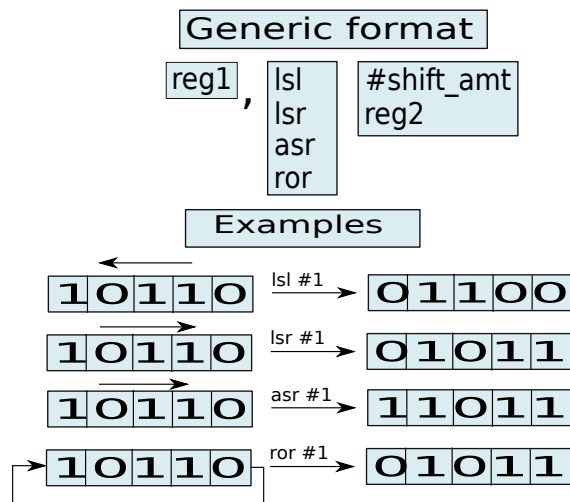 Generic format
reg1 , lsl #shift_amt
lsr reg2
asr
ror
Examples
10110 lsl #1 01100
10110 lsr #1 01011
10110 asr #1 11011
10110 ror #1 01011